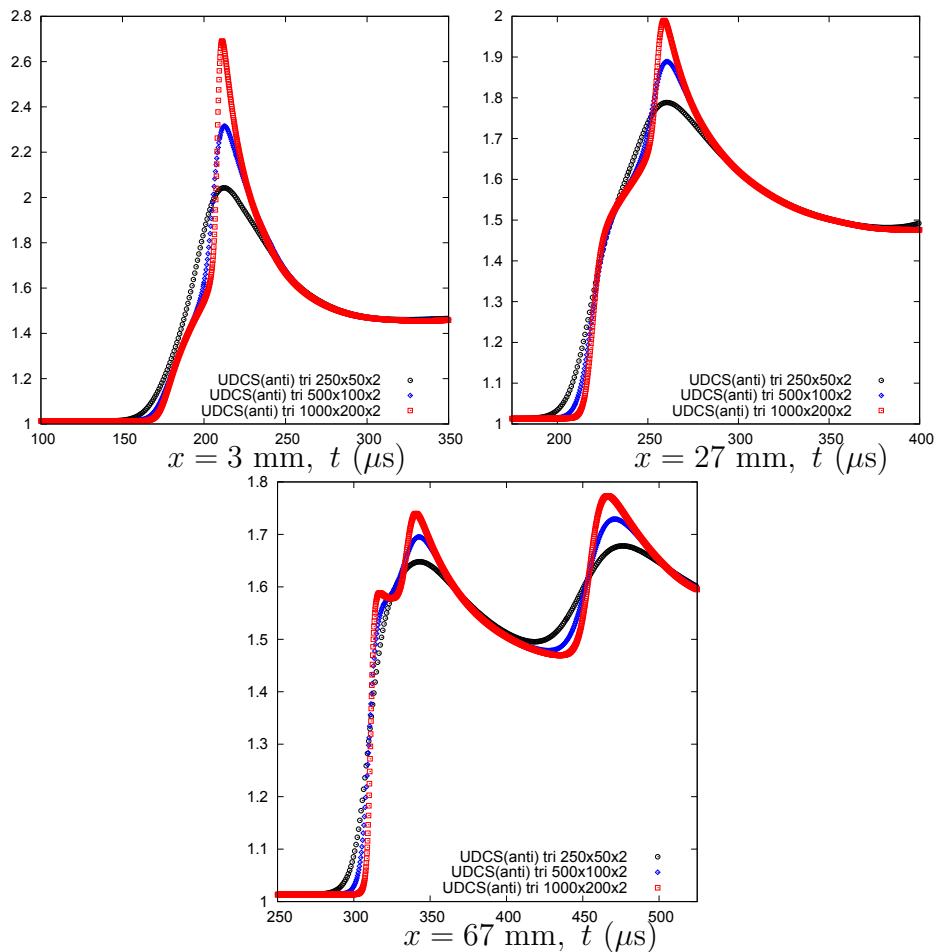 2.8
2.6
2.4
2.2
2
1.8
1.6
1.4
1.2
1
100 150 200 250 300 350
UDCS(anti) tri 250x50x2
UDCS(anti) tri 500x100x2
UDCS(anti) tri 1000x200x2
x = 3 mm, t (μs)
2
1.9
1.8
1.7
1.6
1.5
1.4
1.3
1.2
1.1
1
200 250 300 350 400
UDCS(anti) tri 250x50x2
UDCS(anti) tri 500x100x2
UDCS(anti) tri 1000x200x2
x = 27 mm, t (μs)
1.8
1.7
1.6
1.5
1.4
1.3
1.2
1.1
1
250 300 350 400 450 500
UDCS(anti) tri 250x50x2
UDCS(anti) tri 500x100x2
UDCS(anti) tri 1000x200x2
x = 67 mm, t (μs)